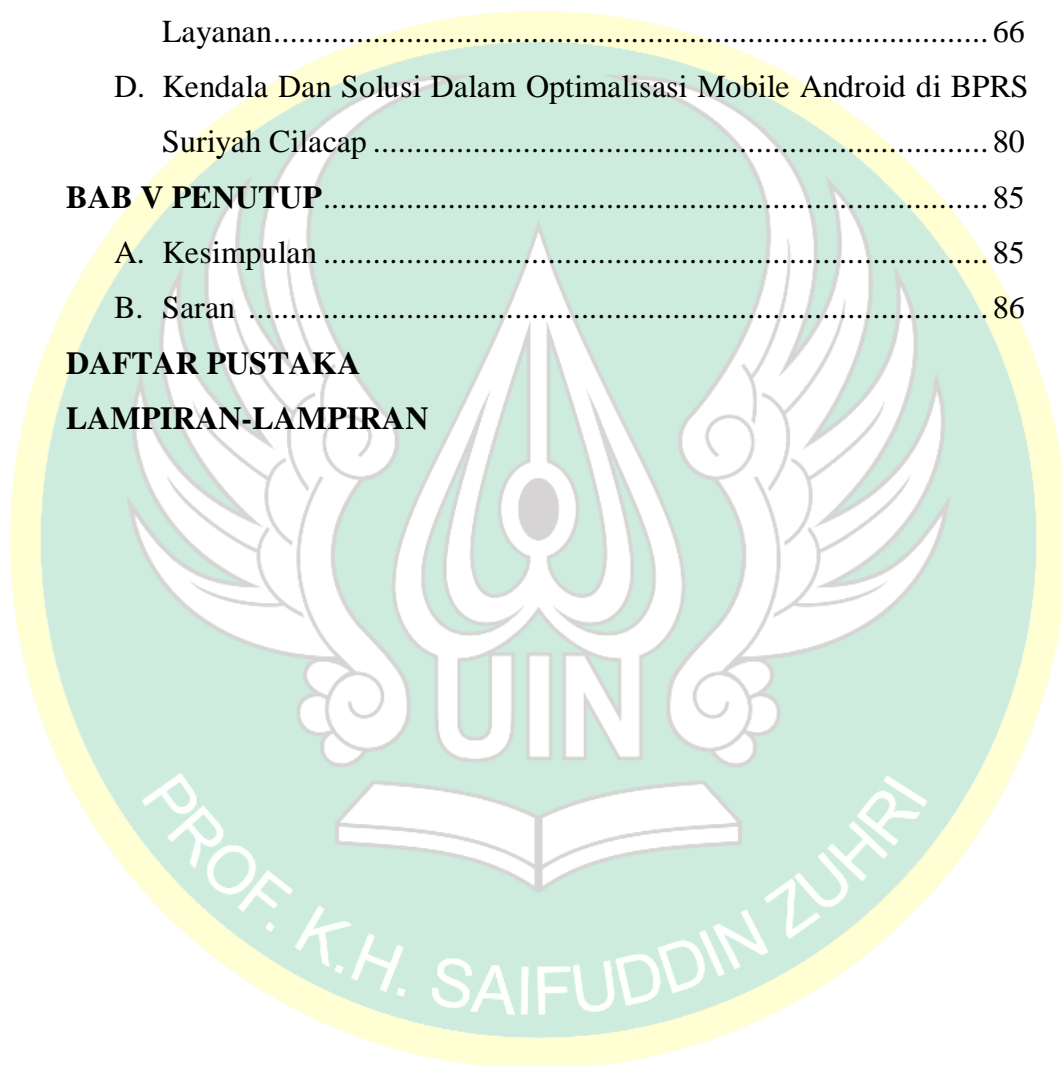 Layanan........................................................................... 66
D. Kendala Dan Solusi Dalam Optimalisasi Mobile Android di BPRS
Suriyah Cilacap ................................................................. 80
BAB V PENUTUP...................................................................... 85
A. Kesimpulan ...................................................................... 85
B. Saran .............................................................................. 86
DAFTAR PUSTAKA
LAMPIRAN-LAMPIRAN
UIN
PROF. K.H. SAIFUDDIN ZUHRI